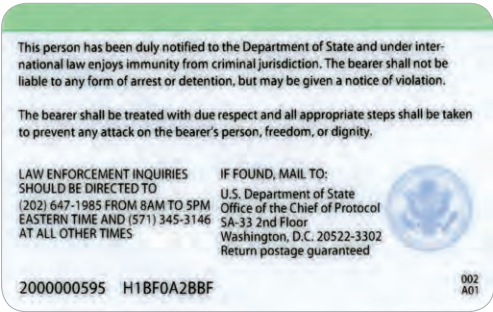 This person has been duly notified to the Department of State and under inter-
national law enjoys immunity from criminal jurisdiction. The bearer shall not be
liable to any form of arrest or detention, but may be given a notice of violation.
The bearer shall be treated with due respect and all appropriate steps shall be taken
to prevent any attack on the bearer's person, freedom, or dignity.
LAW ENFORCEMENT INQUIRIES
SHOULD BE DIRECTED TO
(202) 647-1985 FROM 8AM TO 5PM
EASTERN TIME AND (571) 345-3146
AT ALL OTHER TIMES
IF FOUND, MAIL TO:
U.S. Department of State
Office of the Chief of Protocol
SA-33 2nd Floor
Washington, D.C. 20522-3302
Return postage guaranteed
2000000595 H1BF0A2BBF
002
A01